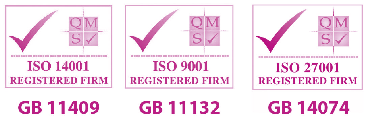 QMS
ISO 14001
REGISTERED FIRM
GB 11409
QMS
ISO 9001
REGISTERED FIRM
GB 11132
QMS
ISO 27001
REGISTERED FIRM
GB 14074